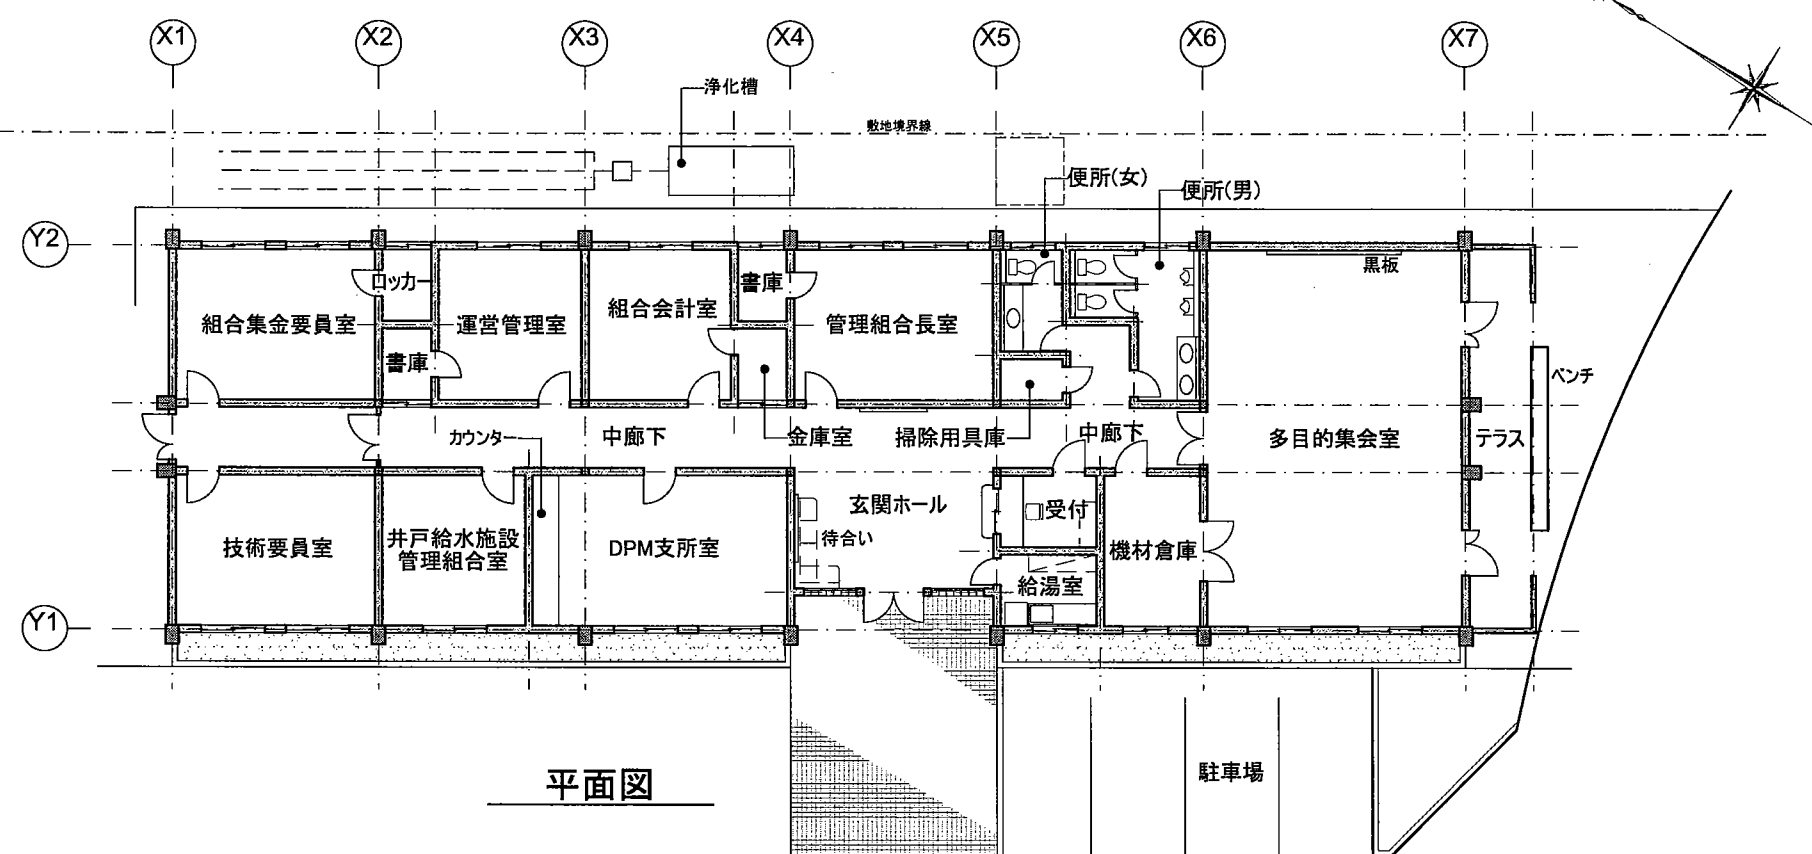 X1
X2
X3
X4
X5
X6
X7
浄化槽
敷地境界線
便所(女)
便所(男)
Y2
黒板
ロッカー
書庫
組合会計室
組合集金要員室
運営管理室
管理組合長室
書庫
ベンチ
カウンター
中廊下
金庫室
掃除用具庫
中廊下
多目的集会室
テラス
玄関ホール
受付
待合い
技術要員室
井戸給水施設
管理組合室
DPM支所室
機材倉庫
給湯室
Y1
駐車場
平面図